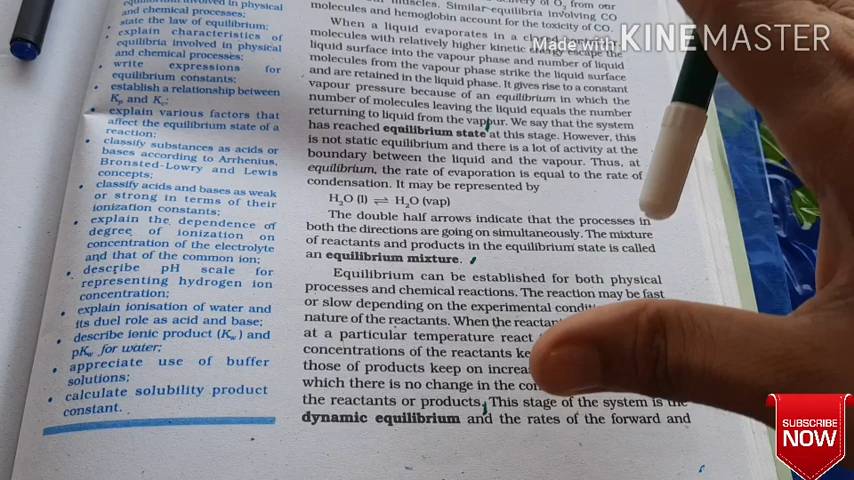 equilibrium involved in physical
and chemical processes;
state the law of equilibrium;
• explain characteristics of
equilibria involved in physical
and chemical processes;
• write expressions for
equilibrium constants;
• establish a relationship between
Kp and Kc;
• explain various factors that
affect the equilibrium state of a
reaction;
• classify substances as acids or
bases according to Arrhenius,
Bronsted-Lowry and Lewis
concepts;
• classify acids and bases as weak
or strong in terms of their
ionization constants;
• explain the dependence of
degree of ionization on
concentration of the electrolyte
and that of the common ion;
• describe pH scale for
representing hydrogen ion
concentration;
• explain ionisation of water and
its duel role as acid and base;
• describe ionic product (Kw) and
pKw for water;
• appreciate use of buffer
solutions;
• calculate solubility product
constant.
of O2 from our
muscles. Similar equilibria involving CO
molecules and hemoglobin account for the toxicity of CO.
When a liquid evaporates in a
molecules with relatively higher kinetic energy escape the
liquid surface into the vapour phase and number of liquid
molecules from the vapour phase strike the liquid surface
and are retained in the liquid phase. It gives rise to a constant
vapour pressure because of an equilibrium in which the
number of molecules leaving the liquid equals the number
returning to liquid from the vapour. We say that the system
has reached equilibrium state at this stage. However, this
is not static equilibrium and there is a lot of activity at the
boundary between the liquid and the vapour. Thus, at
equilibrium, the rate of evaporation is equal to the rate of
condensation. It may be represented by
H2O (l) ⇌ H2O (vap)
The double half arrows indicate that the processes in
both the directions are going on simultaneously. The mixture
of reactants and products in the equilibrium state is called
an equilibrium mixture.
Equilibrium can be established for both physical
processes and chemical reactions. The reaction may be fast
or slow depending on the experimental
nature of the reactants. When the
at a particular temperature react
concentrations of the reactants
those of products keep on
which there is no change in the
the reactants or products. This stage of the system is the
dynamic equilibrium and the rates of the forward and
Made with KINEMASTER
SUBSCRIBE
NOW